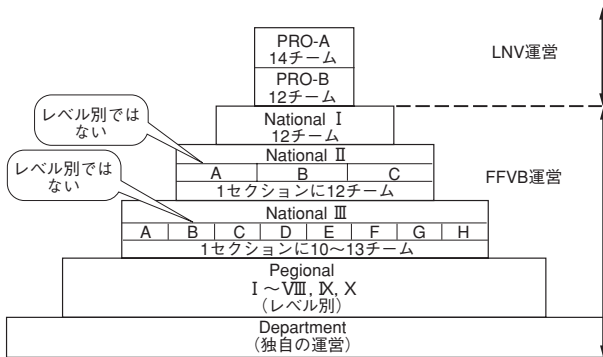 PRO-A
14チーム
LNV運営
PRO-B
12チーム
レベル別では
ない
National Ⅰ
12チーム
National Ⅱ
A B C
1セクションに12チーム
レベル別では
ない
FFVB運営
National Ⅲ
A B C D E F G H
1セクションに10〜13チーム
Pegional
Ⅰ〜Ⅷ, Ⅸ, Ⅹ
(レベル別)
Department
(独自の運営)